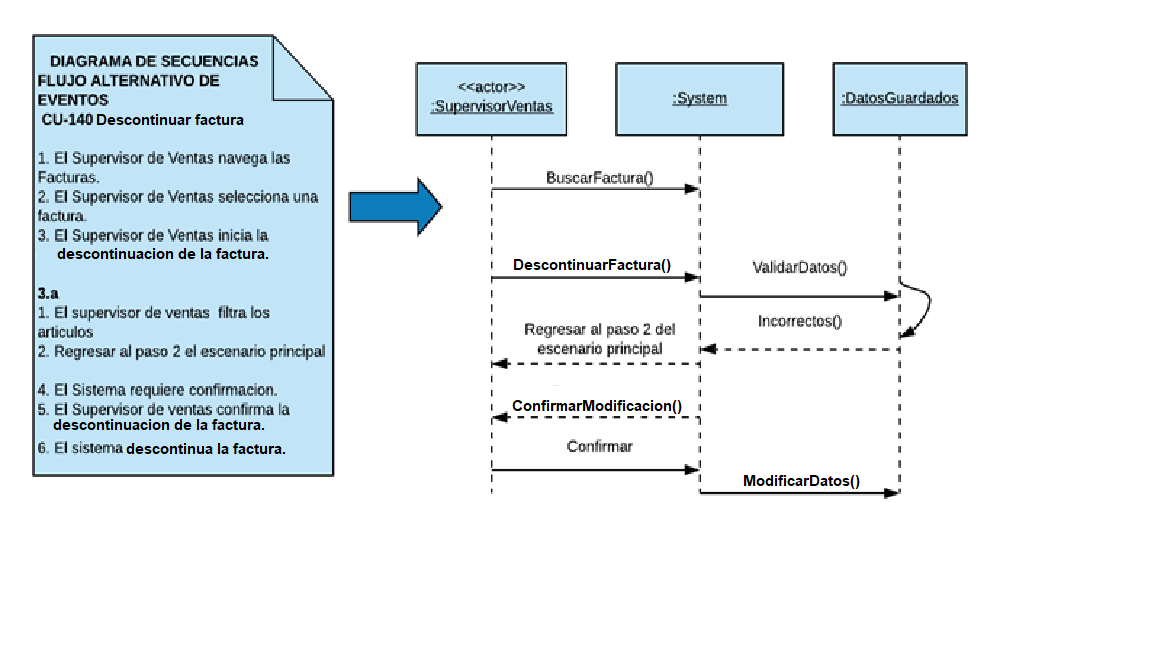 DIAGRAMA DE SECUENCIAS
FLUJO ALTERNATIVO DE
EVENTOS
CU-140 Descontinuar factura
1. El Supervisor de Ventas navega las
Facturas.
2. El Supervisor de Ventas selecciona una
factura.
3. El Supervisor de Ventas inicia la
descontinuacion de la factura.
3.a
1. El supervisor de ventas filtra los
articulos
2. Regresar al paso 2 el escenario principal
4. El Sistema requiere confirmacion.
5. El Supervisor de ventas confirma la
descontinuacion de la factura.
6. El sistema descontinua la factura.
<<actor>>
:SupervisorVentas
:System
:DatosGuardados
BuscarFactura()
DescontinuarFactura()
ValidarDatos()
Incorrectos()
Regresar al paso 2 del
escenario principal
ConfirmarModificacion()
Confirmar
ModificarDatos()